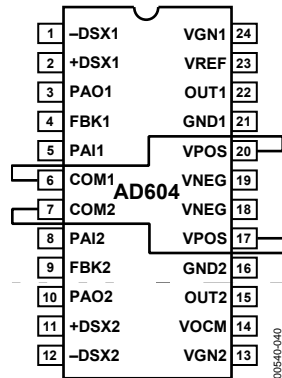 1 –DSX1 VGN1 24
2 +DSX1 VREF 23
3 PAO1 OUT1 22
4 FBK1 GND1 21
5 PAI1 VPOS 20
6 COM1 VNEG 19
AD604
7 COM2 VNEG 18
8 PAI2 VPOS 17
9 FBK2 GND2 16
10 PAO2 OUT2 15
11 +DSX2 VOCM 14
12 –DSX2 VGN2 13
00540-040